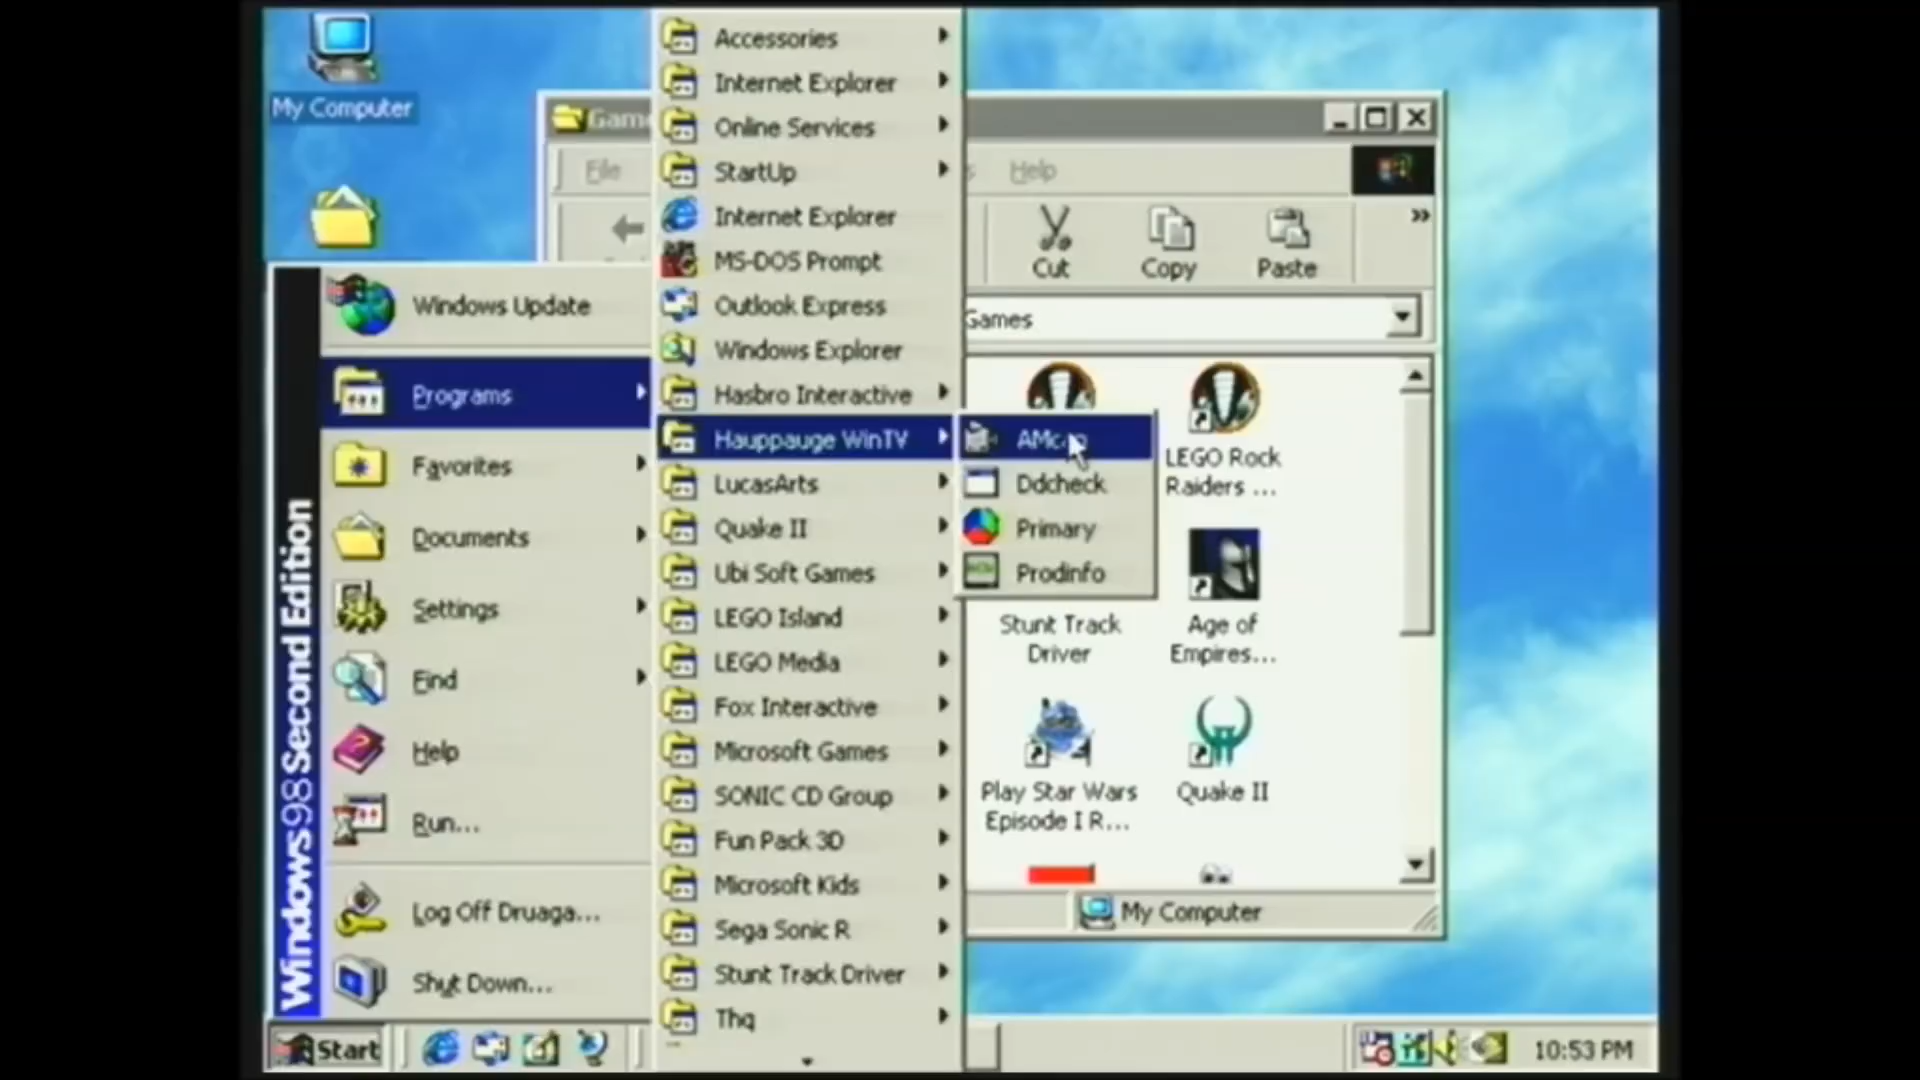 My Computer
Windows Update
Programs
Favorites
Documents
Settings
Find
Help
Run...
Log Off Druaga...
Shut Down...
Windows98 Second Edition
Start
Accessories
Internet Explorer
Online Services
StartUp
Internet Explorer
MS-DOS Prompt
Outlook Express
Windows Explorer
Hasbro Interactive
Hauppauge WinTV
LucasArts
Quake II
Ubi Soft Games
LEGO Island
LEGO Media
Fox Interactive
Microsoft Games
SONIC CD Group
Fun Pack 3D
Microsoft Kids
Sega Sonic R
Stunt Track Driver
Thq
Ddcheck
Primary
ProdInfo
File
Help
Cut
Copy
Paste
Games
LEGO Rock
Raiders ...
Stunt Track
Driver
Age of
Empires...
Play Star Wars
Episode I R...
Quake II
My Computer
10:53 PM